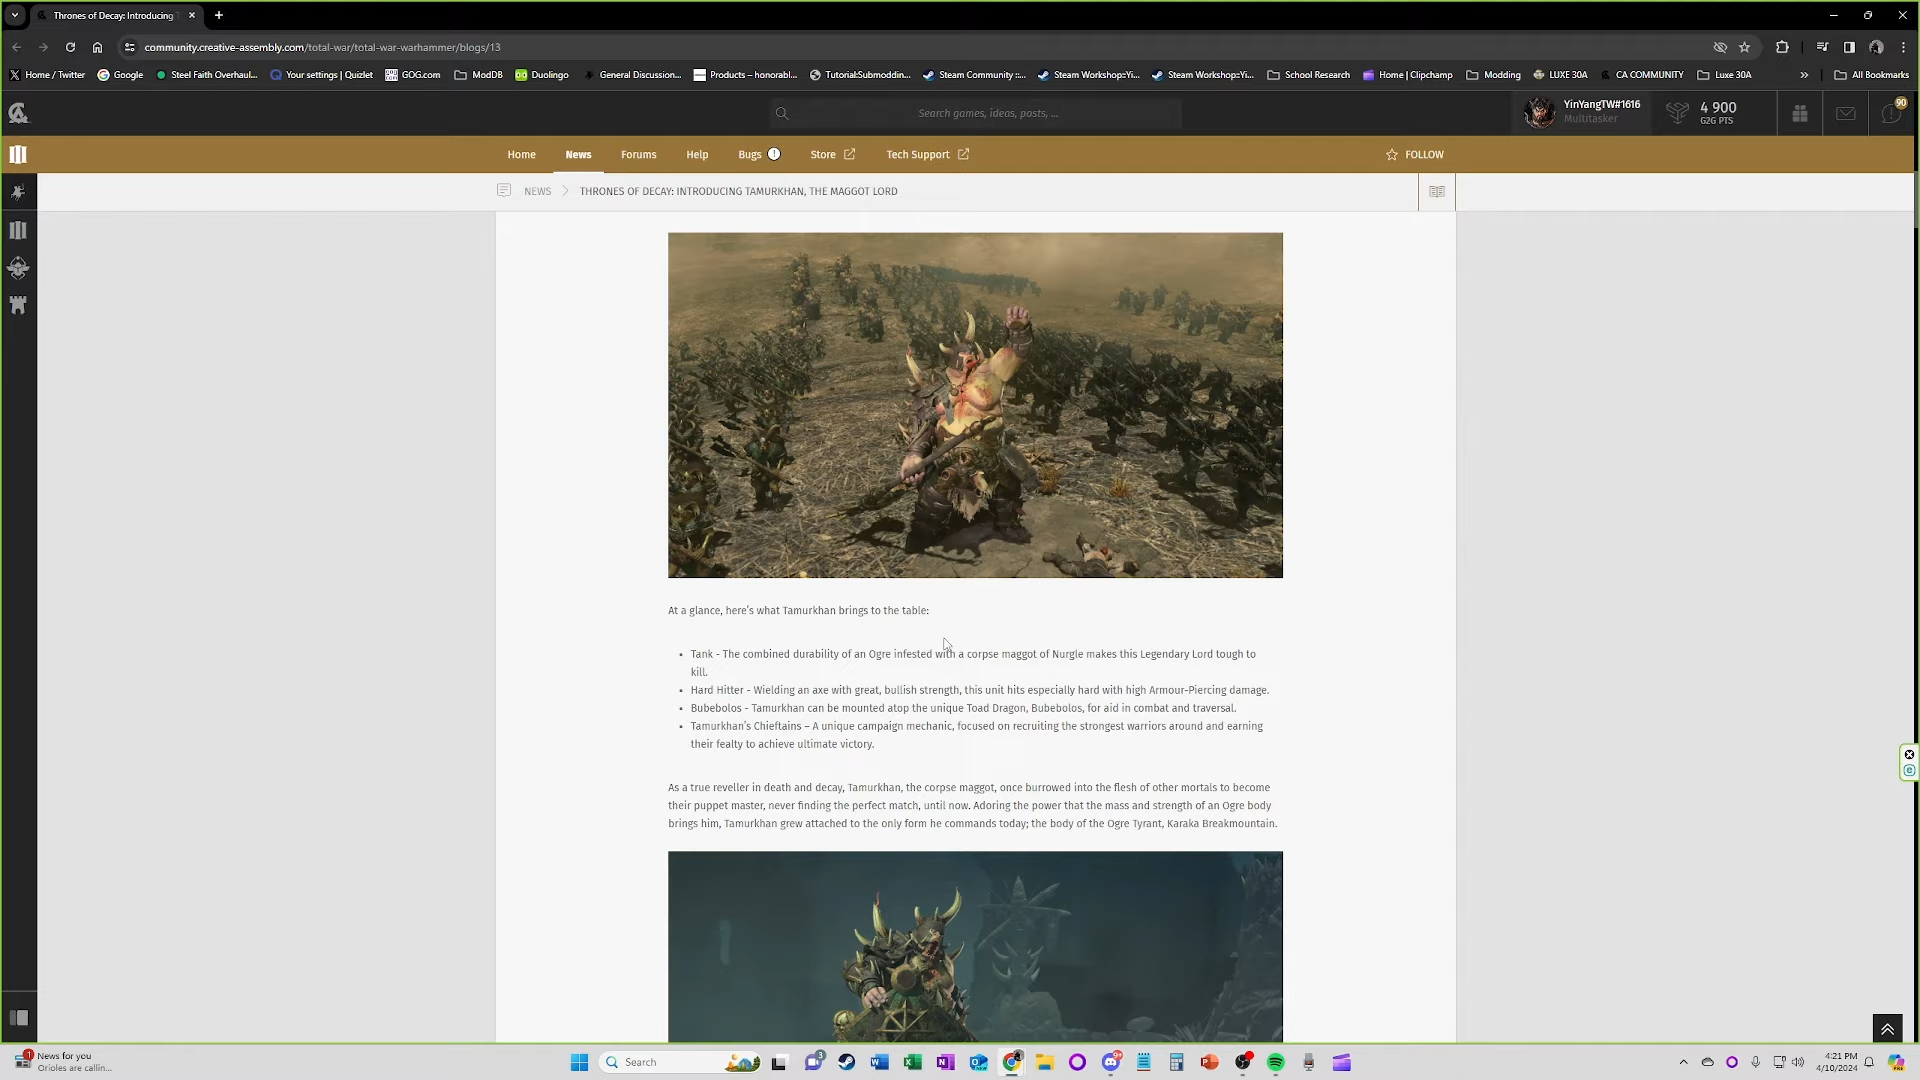 Thrones of Decay: Introducing T
community.creative-assembly.com/total-war/total-war-warhammer/blogs/13
Home / Twitter
Google
Steel Faith Overhaul...
Your settings | Quizlet
GOG.com
ModDB
Duolingo
General Discussion...
Products – honorabl...
Tutorial:Submoddin...
Steam Community ::...
Steam Workshop::Yi...
Steam Workshop::Yi...
School Research
Home | Clipchamp
Modding
LUXE 30A
CA COMMUNITY
Luxe 30A
All Bookmarks
Search games, ideas, posts, ...
YinYangTW#1616
Multitasker
4 900
G2G PTS
90
Home
News
Forums
Help
Bugs
Store
Tech Support
FOLLOW
NEWS
THRONES OF DECAY: INTRODUCING TAMURKHAN, THE MAGGOT LORD
At a glance, here's what Tamurkhan brings to the table:
Tank - The combined durability of an Ogre infested with a corpse maggot of Nurgle makes this Legendary Lord tough to
kill.
Hard Hitter - Wielding an axe with great, bullish strength, this unit hits especially hard with high Armour-Piercing damage.
Bubebolos - Tamurkhan can be mounted atop the unique Toad Dragon, Bubebolos, for aid in combat and traversal.
Tamurkhan's Chieftains – A unique campaign mechanic, focused on recruiting the strongest warriors around and earning
their fealty to achieve ultimate victory.
As a true reveller in death and decay, Tamurkhan, the corpse maggot, once burrowed into the flesh of other mortals to become
their puppet master, never finding the perfect match, until now. Adoring the power that the mass and strength of an Ogre body
brings him, Tamurkhan grew attached to the only form he commands today; the body of the Ogre Tyrant, Karaka Breakmountain.
1
News for you
Orioles are callin...
Search
3
4:21 PM
4/10/2024